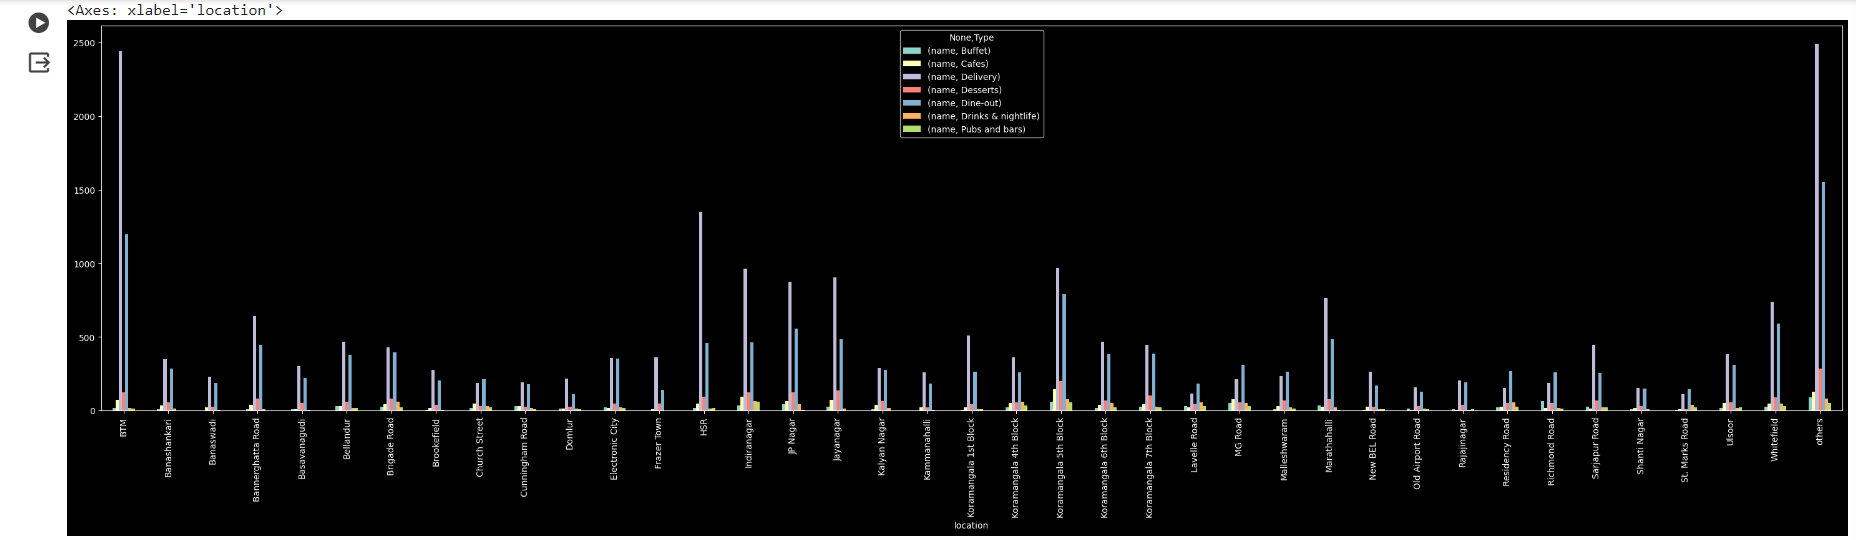 <Axes: xlabel='location'>
None,Type
(name, Buffet)
(name, Cafes)
(name, Delivery)
(name, Desserts)
(name, Dine-out)
(name, Drinks & nightlife)
(name, Pubs and bars)
2500
2000
1500
1000
500
0
BTM
Banashankari
Banaswadi
Bannerghatta Road
Basavanagudi
Bellandur
Brigade Road
Brookefield
Church Street
Cunningham Road
Domlur
Electronic City
Frazer Town
HSR
Indiranagar
JP Nagar
Jayanagar
Kalyan Nagar
Kammanahalli
Koramangala 1st Block
Koramangala 4th Block
Koramangala 5th Block
Koramangala 6th Block
Koramangala 7th Block
Lavelle Road
MG Road
Malleshwaram
Marathahalli
New BEL Road
Old Airport Road
Rajajinagar
Residency Road
Richmond Road
Sarjapur Road
Shanti Nagar
St. Marks Road
Ulsoor
Whitefield
others
location